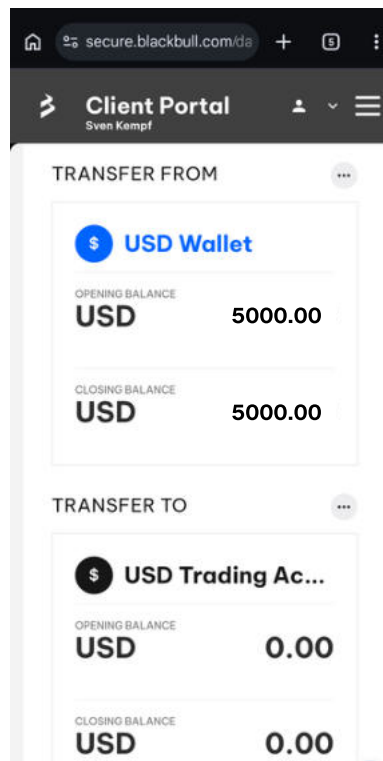 secure.blackbull.com/da
5
Client Portal
Sven Kempf
TRANSFER FROM
$ USD Wallet
OPENING BALANCE
USD 5000.00
CLOSING BALANCE
USD 5000.00
TRANSFER TO
$ USD Trading Ac...
OPENING BALANCE
USD 0.00
CLOSING BALANCE
USD 0.00